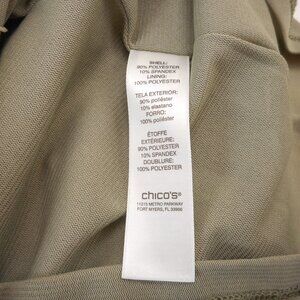 SHELL:
90% POLYESTER
10% SPANDEX
LINING:
100% POLYESTER
TELA EXTERIOR:
90% poliéster
10% elastano
FORRO:
100% poliéster
ÉTOFFE
EXTÉRIEURE:
90% POLYESTER
10% SPANDEX
DOUBLURE:
100% POLYESTER
chico's®
11215 METRO PARKWAY
FORT MYERS, FL 33966